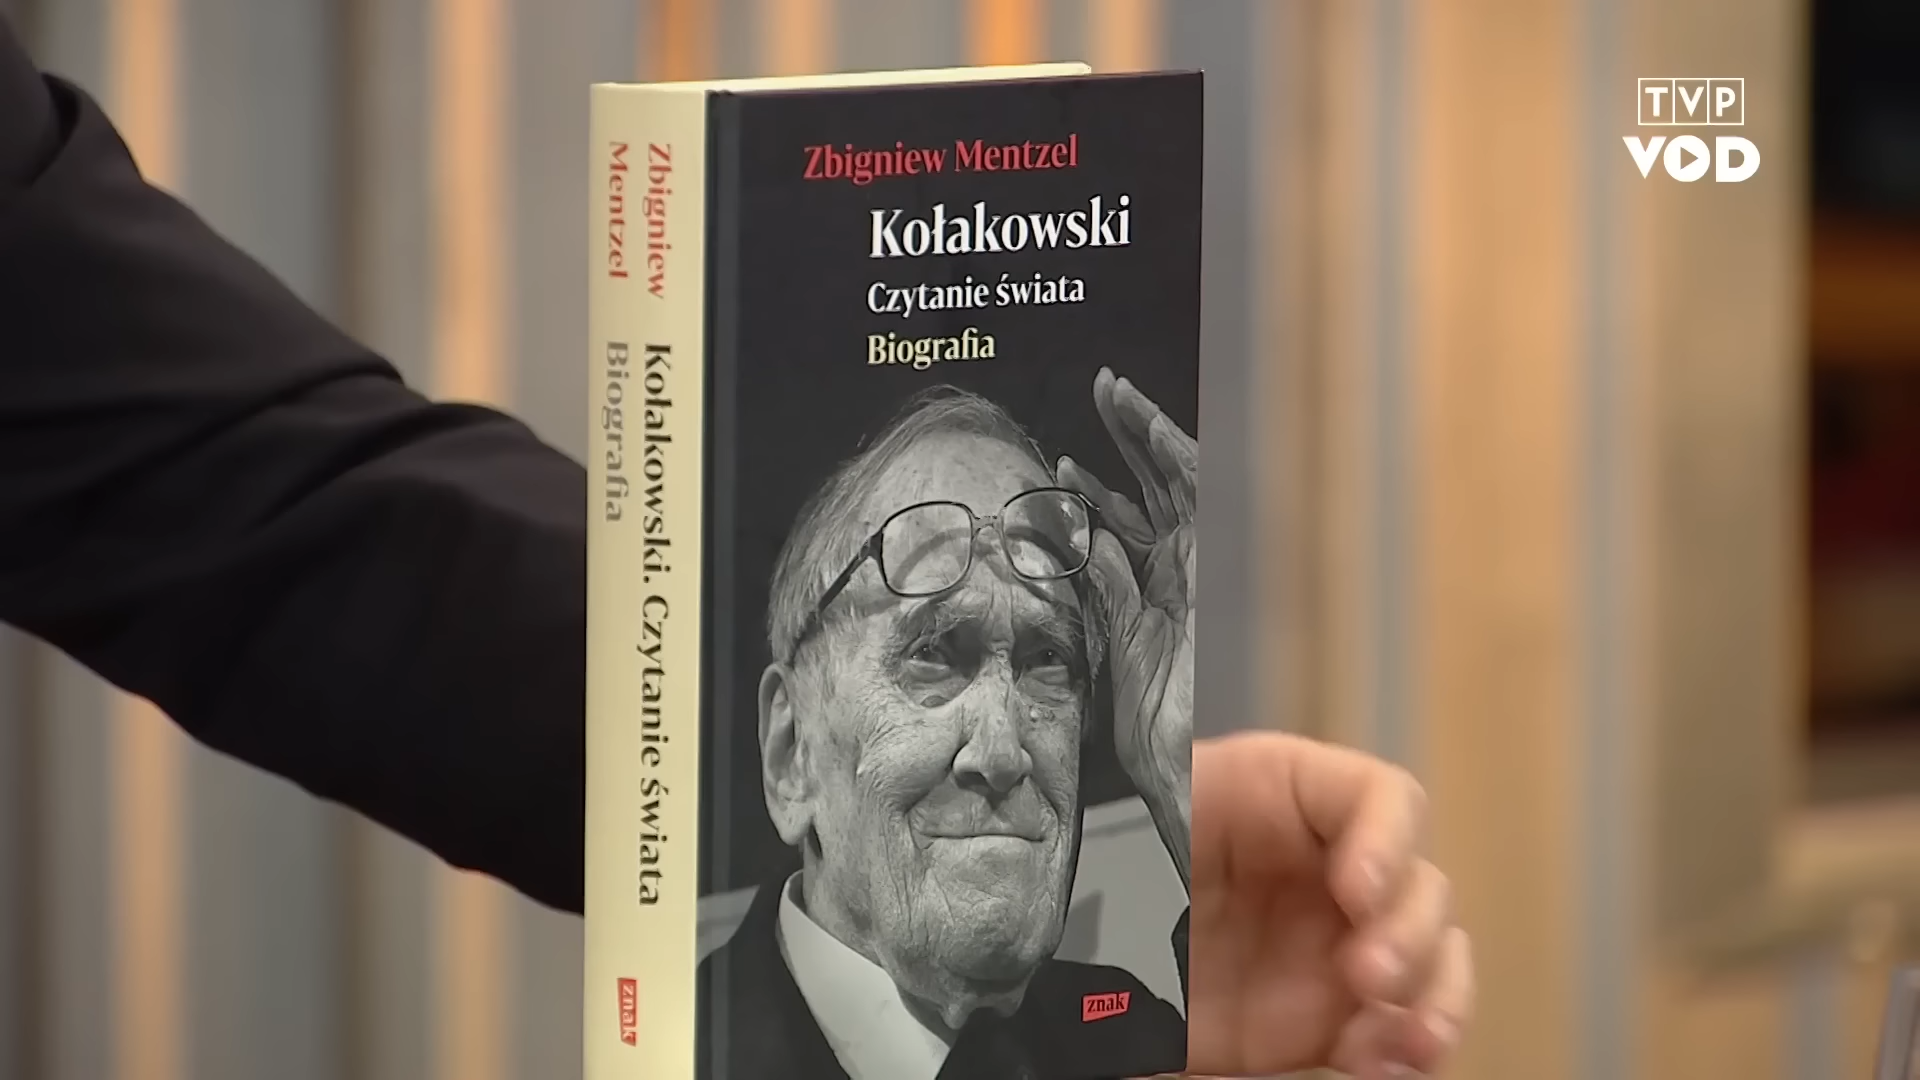 TVP
VOD
Zbigniew Mentzel
Kołakowski
Czytanie świata
Biografia
znak
Zbigniew
Mentzel
Kołakowski. Czytanie świata
Biografia
znak